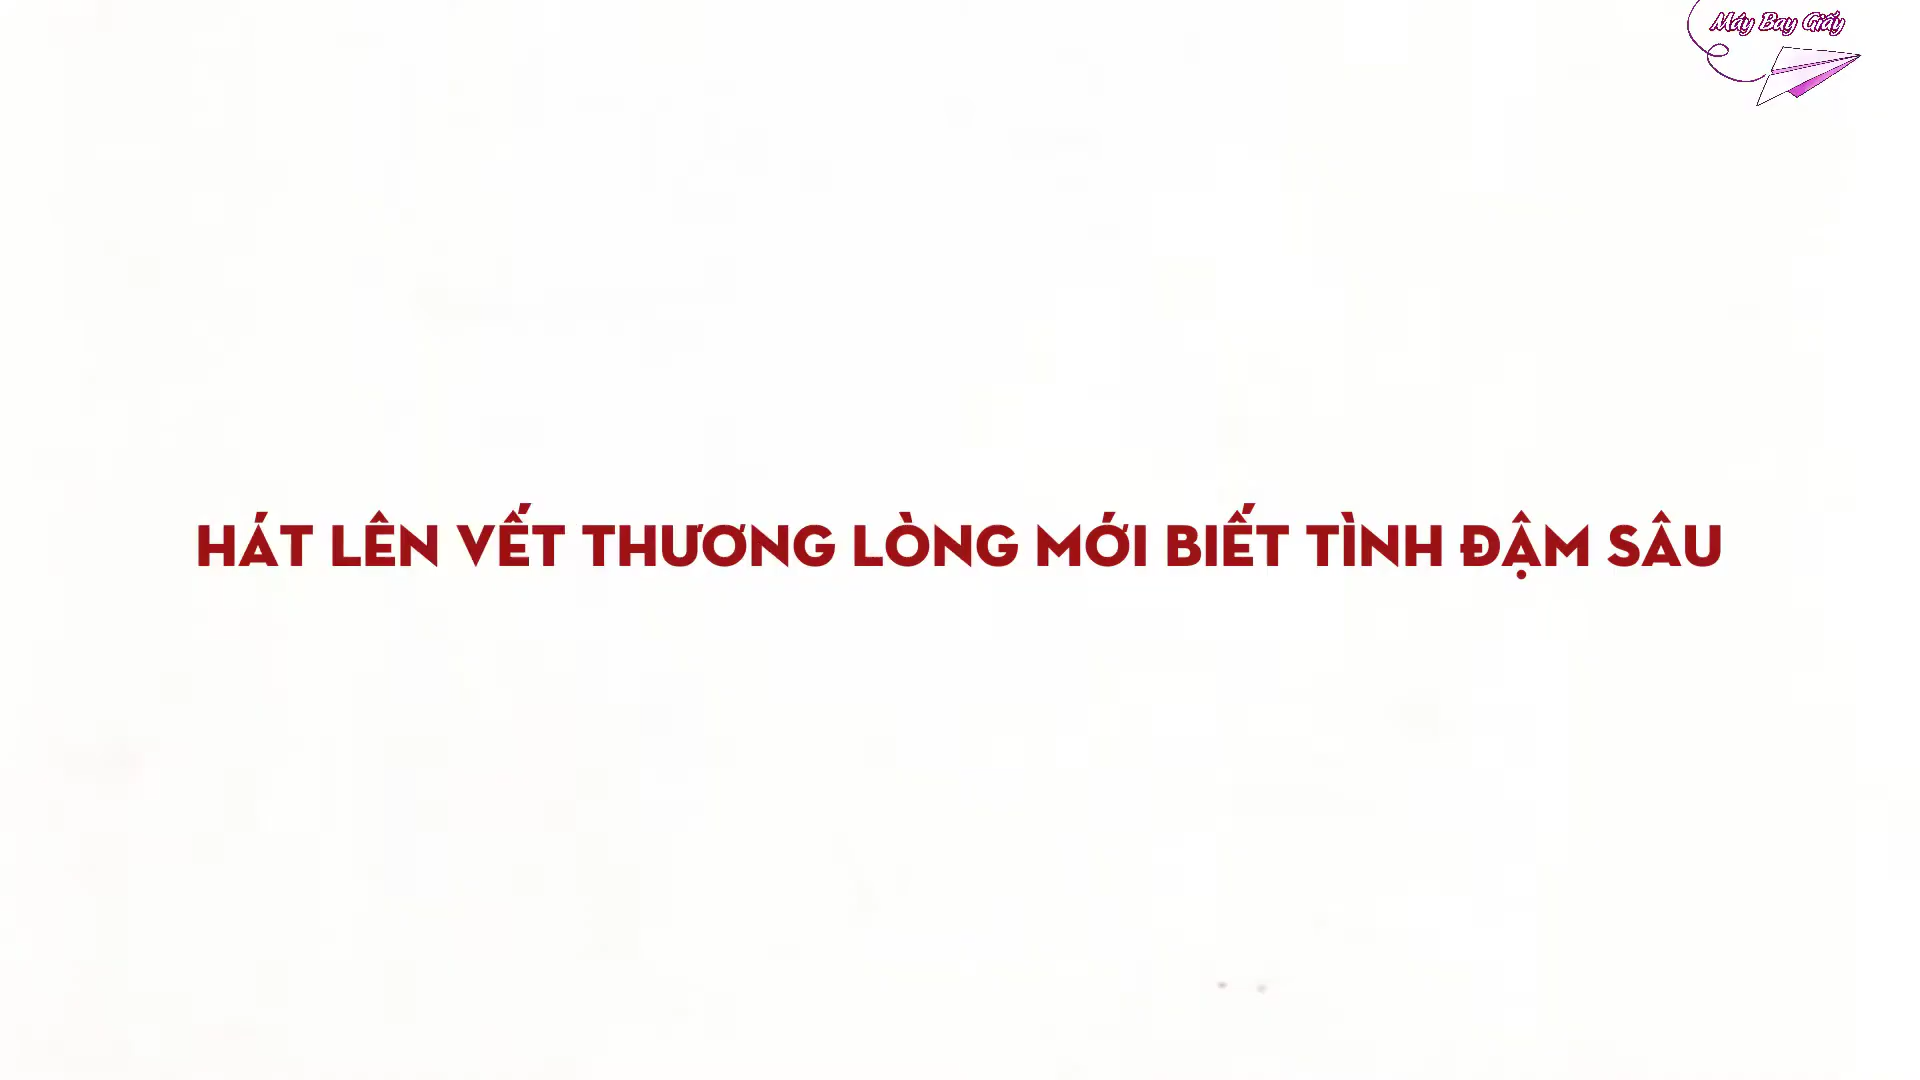 Máy Bay Giấy
HÁT LÊN VẾT THƯƠNG LÒNG MỚI BIẾT TÌNH ĐẬM SÂU